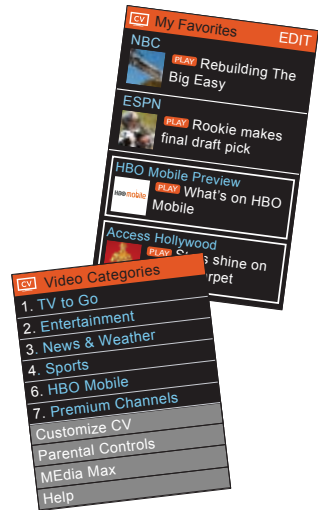 CV My Favorites EDIT
NBC
PLAY Rebuilding The
Big Easy
ESPN
PLAY Rookie makes
final draft pick
HBO Mobile Preview
HBO mobile
PLAY What's on HBO
Mobile
Access Hollywood
PLAY shine on
CV Video Categories
1. TV to Go
2. Entertainment
3. News & Weather
4. Sports
6. HBO Mobile
7. Premium Channels
Customize CV
Parental Controls
MEdia Max
Help